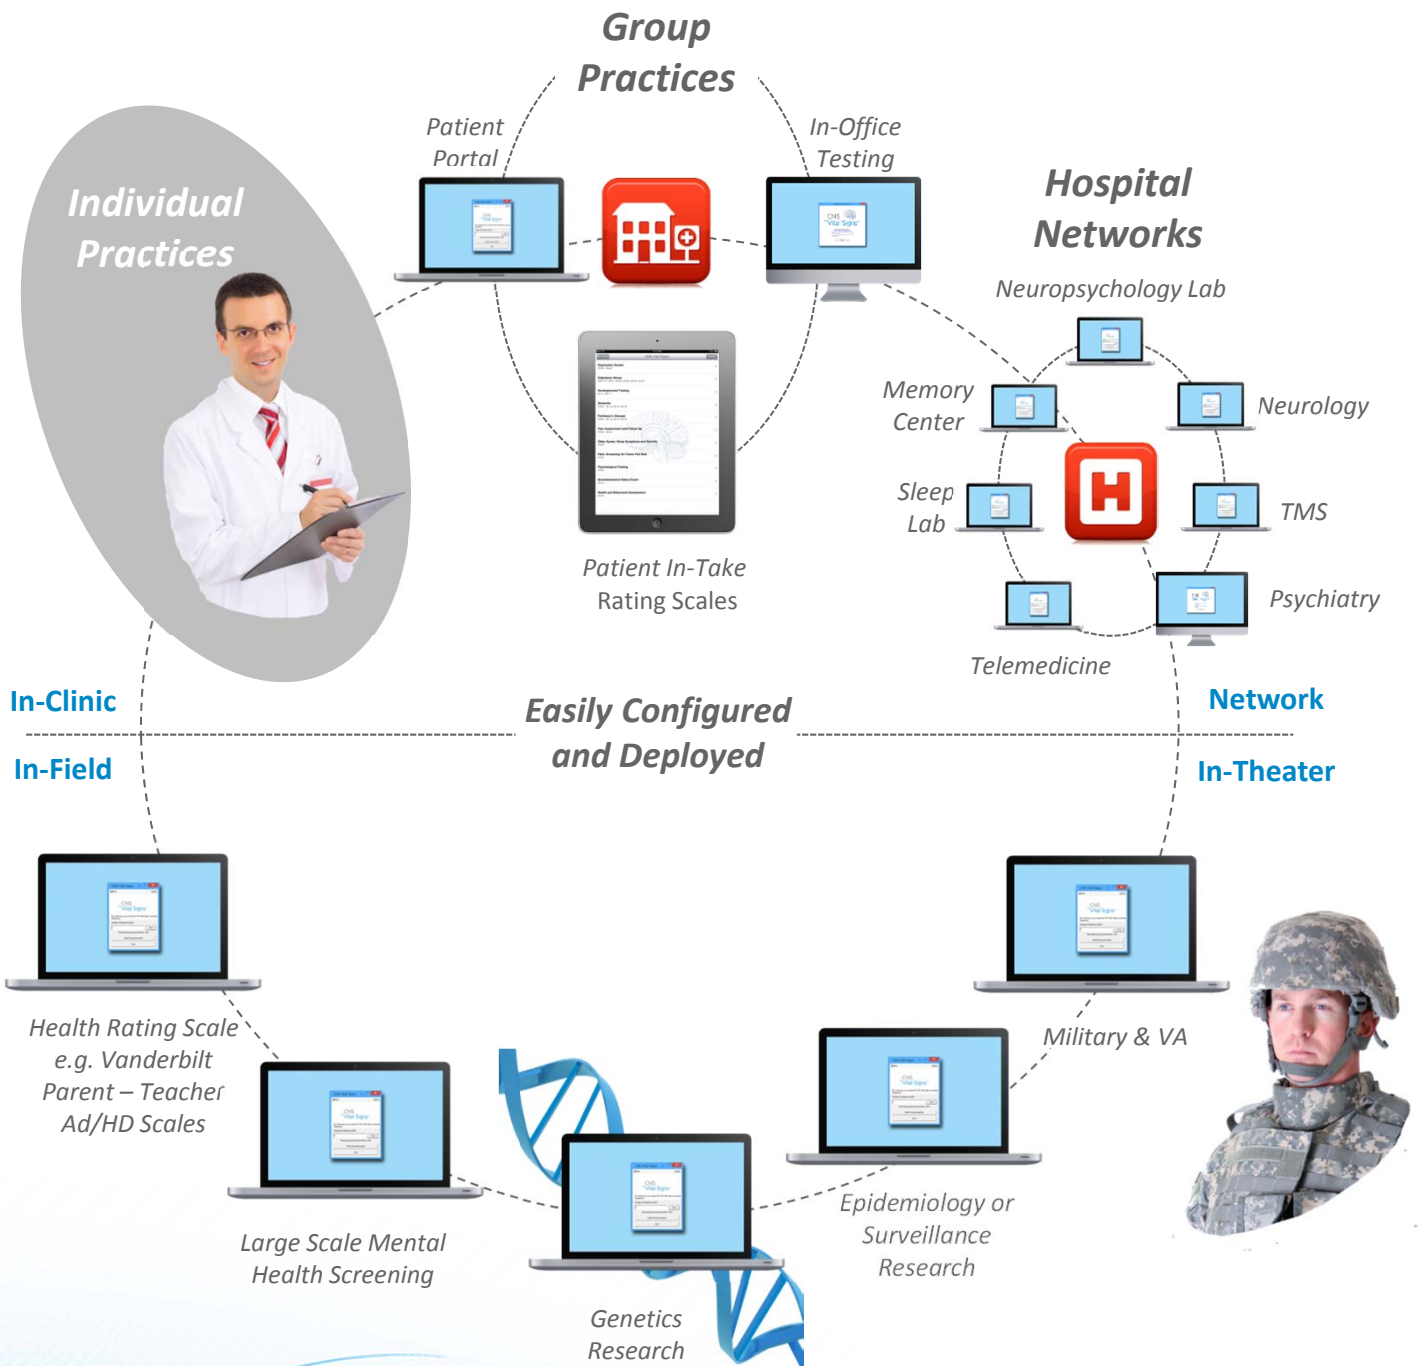 Group
Practices
Patient
Portal
In-Office
Testing
Individual
Practices
Hospital
Networks
Neuropsychology Lab
Memory
Center
Neurology
Sleep
Lab
TMS
H
Patient In-Take
Rating Scales
Psychiatry
Telemedicine
In-Clinic
Network
Easily Configured
and Deployed
In-Field
In-Theater
CNS
Vital Signs
Health Rating Scale
e.g. Vanderbilt
Parent – Teacher
Ad/HD Scales
Military & VA
Large Scale Mental
Health Screening
Epidemiology or
Surveillance
Research
Genetics
Research